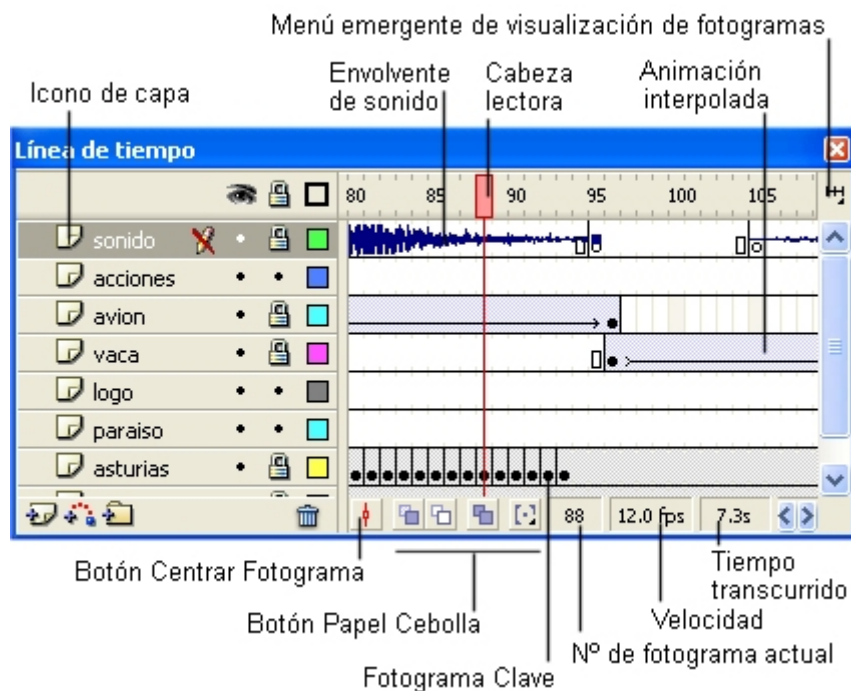 Menú emergente de visualización de fotogramas
Icono de capa
Envolvente
de sonido
Cabeza
lectora
Animación
interpolada
Línea de tiempo
80 85 90 95 100 105
sonido
acciones
avion
vaca
logo
paraiso
asturias
88 12.0 fps 7.3s
Botón Centrar Fotograma
Tiempo
transcurrido
Botón Papel Cebolla
Velocidad
Nº de fotograma actual
Fotograma Clave